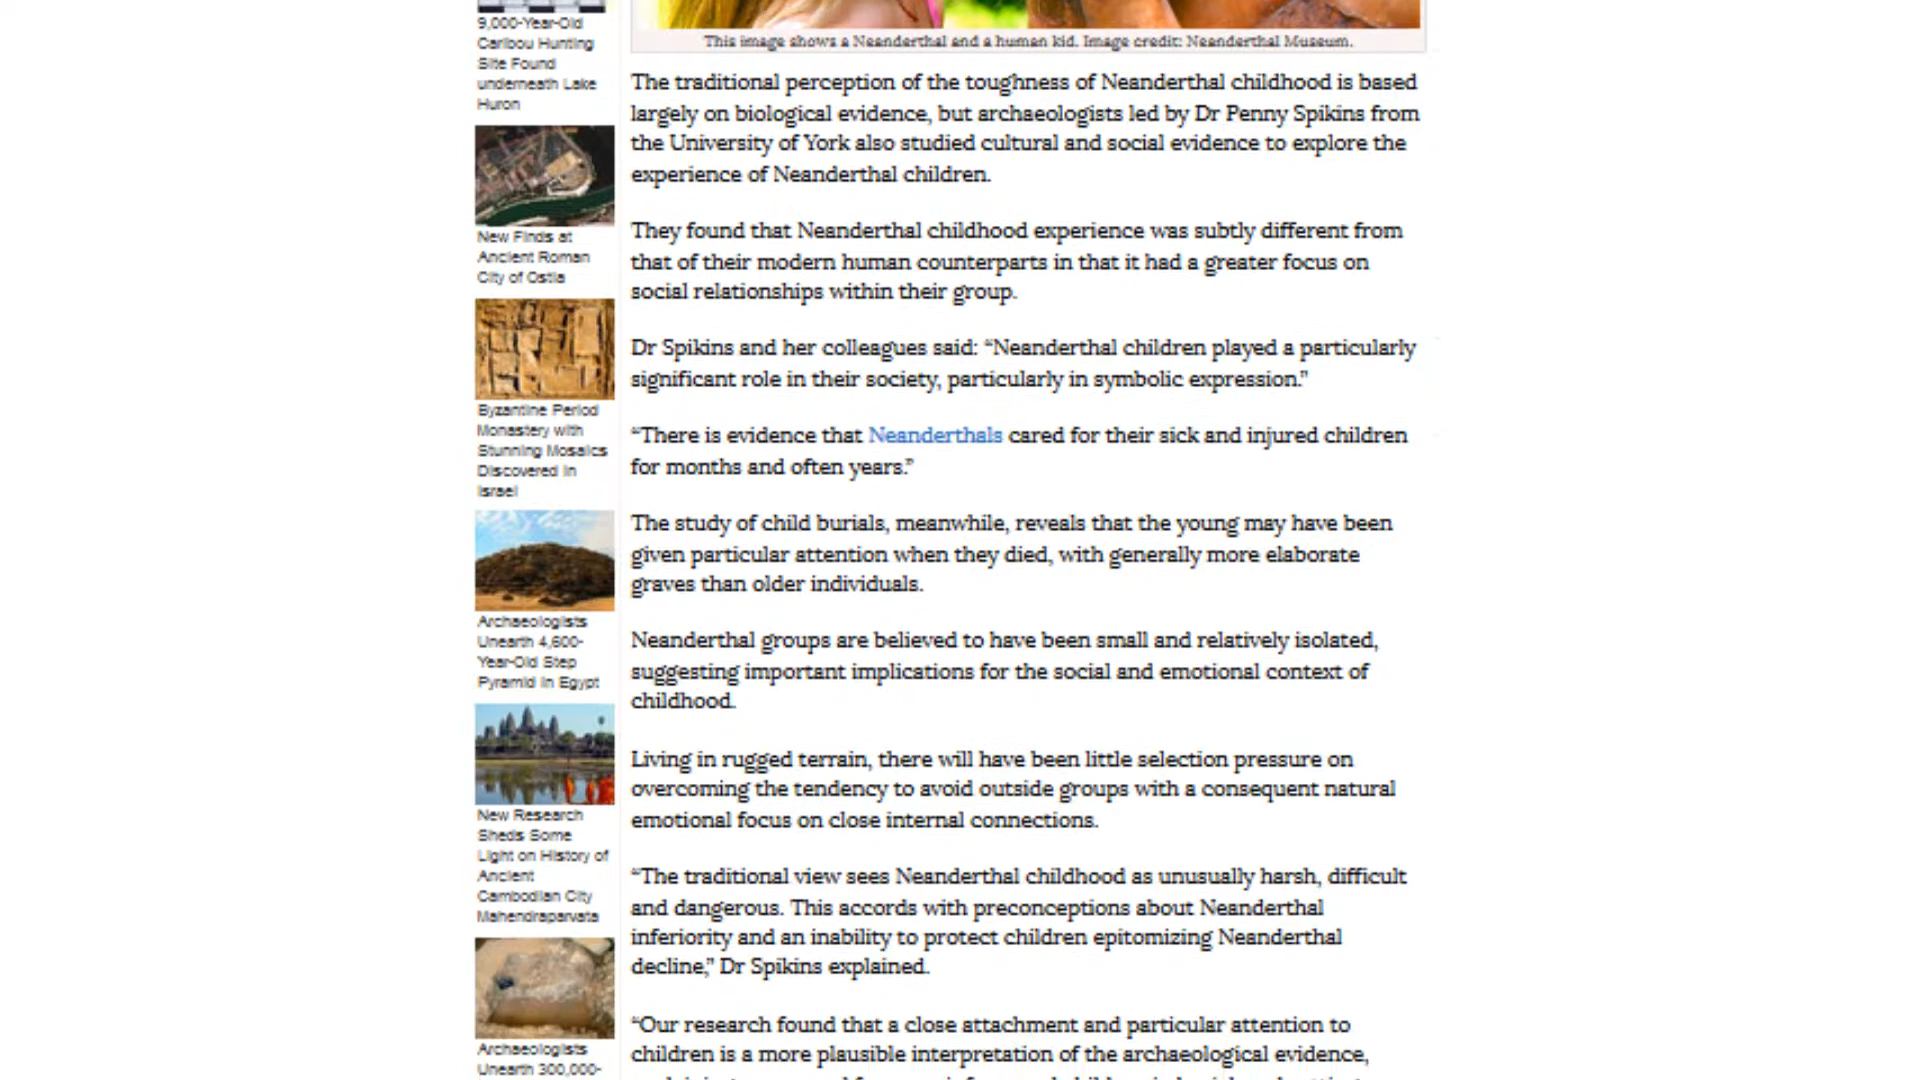 9,000-Year-Old
Caribou Hunting
Site Found
underneath Lake
Huron
New Finds at
Ancient Roman
City of Ostia
Byzantine Period
Monastery with
Stunning Mosaics
Discovered in
Israel
Archaeologists
Unearth 4,600-
Year-Old Step
Pyramid in Egypt
New Research
Sheds Some
Light on History of
Ancient
Cambodian City
Mahendraparvata
Archaeologists
Unearth 300,000-
This image shows a Neanderthal and a human kid. Image credit: Neanderthal Museum.
The traditional perception of the toughness of Neanderthal childhood is based
largely on biological evidence, but archaeologists led by Dr Penny Spikins from
the University of York also studied cultural and social evidence to explore the
experience of Neanderthal children.
They found that Neanderthal childhood experience was subtly different from
that of their modern human counterparts in that it had a greater focus on
social relationships within their group.
Dr Spikins and her colleagues said: “Neanderthal children played a particularly
significant role in their society, particularly in symbolic expression.”
“There is evidence that Neanderthals cared for their sick and injured children
for months and often years.”
The study of child burials, meanwhile, reveals that the young may have been
given particular attention when they died, with generally more elaborate
graves than older individuals.
Neanderthal groups are believed to have been small and relatively isolated,
suggesting important implications for the social and emotional context of
childhood.
Living in rugged terrain, there will have been little selection pressure on
overcoming the tendency to avoid outside groups with a consequent natural
emotional focus on close internal connections.
“The traditional view sees Neanderthal childhood as unusually harsh, difficult
and dangerous. This accords with preconceptions about Neanderthal
inferiority and an inability to protect children epitomizing Neanderthal
decline,” Dr Spikins explained.
“Our research found that a close attachment and particular attention to
children is a more plausible interpretation of the archaeological evidence,